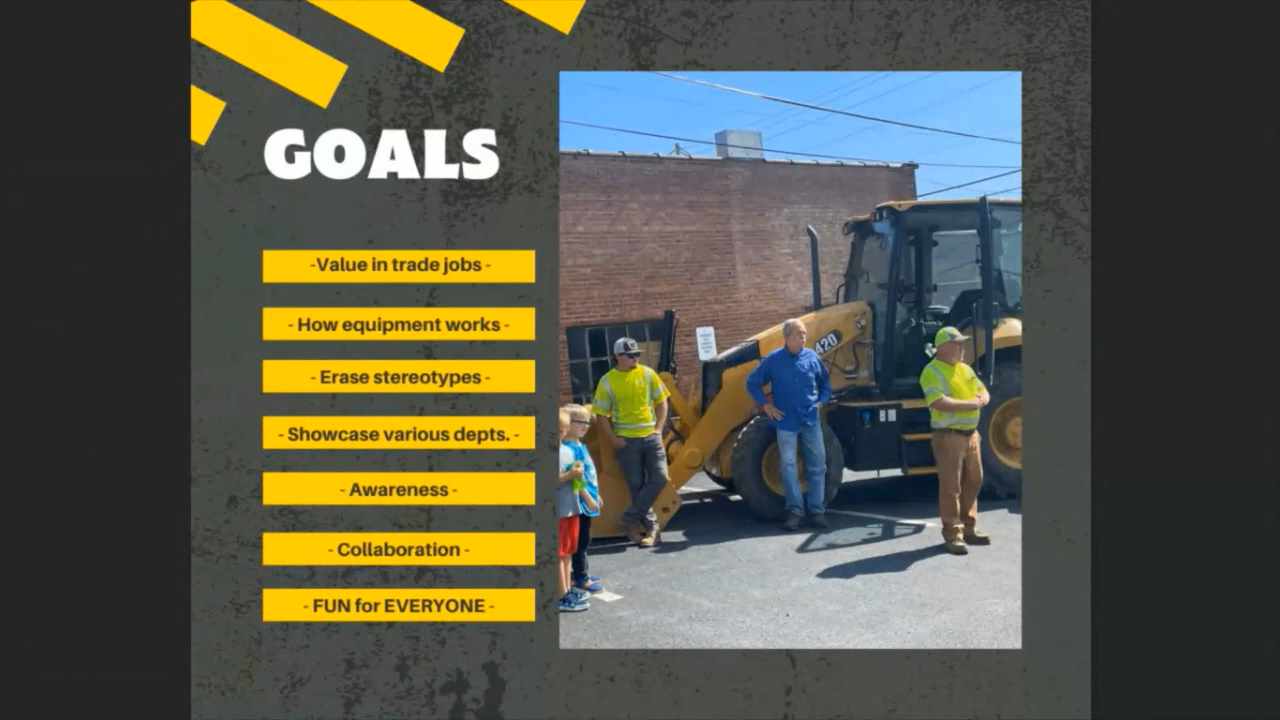 GOALS
-Value in trade jobs -
- How equipment works -
- Erase stereotypes -
- Showcase various depts. -
- Awareness -
- Collaboration -
- FUN for EVERYONE -
420